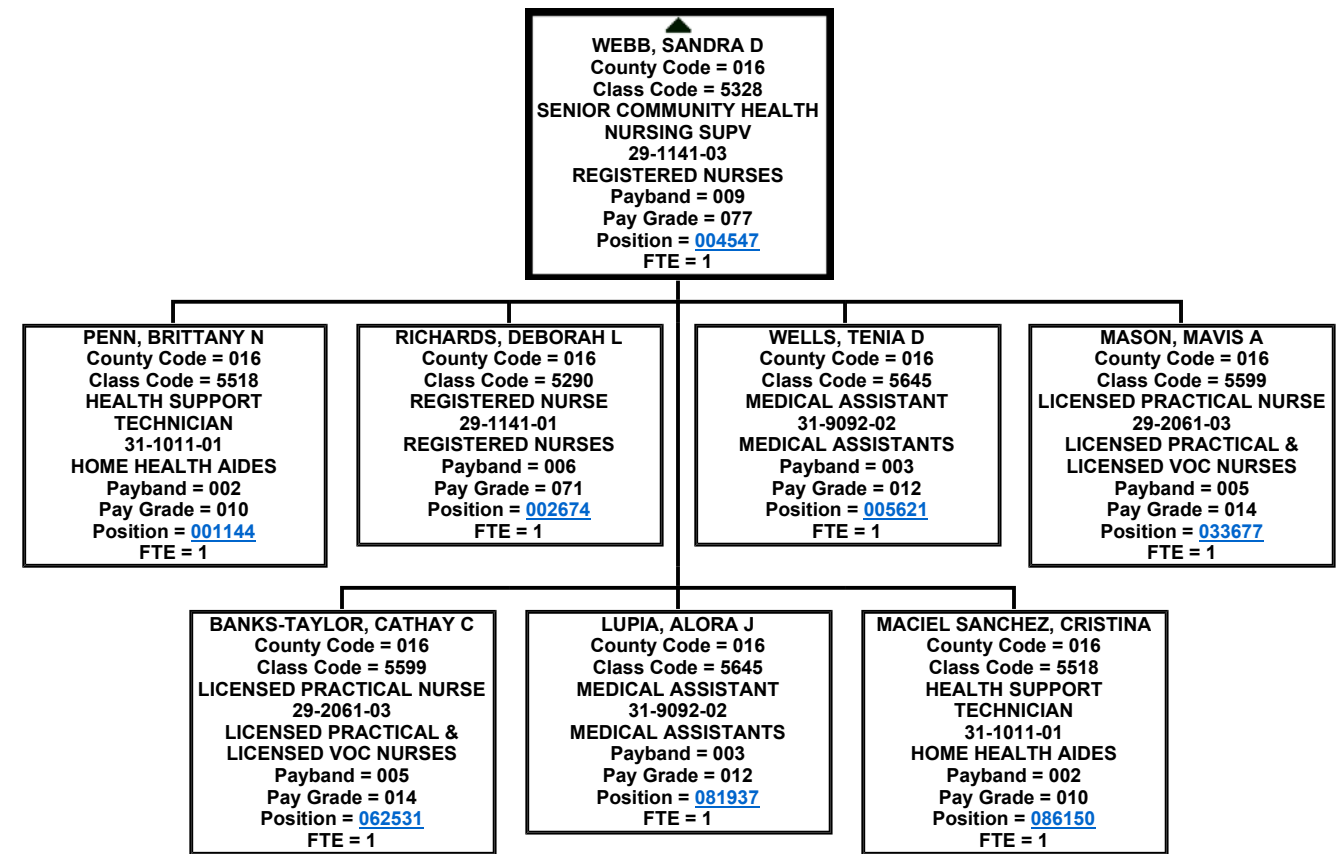 WEBB, SANDRA D
County Code = 016
Class Code = 5328
SENIOR COMMUNITY HEALTH
NURSING SUPV
29-1141-03
REGISTERED NURSES
Payband = 009
Pay Grade = 077
Position = 004547
FTE = 1
PENN, BRITTANY N
County Code = 016
Class Code = 5518
HEALTH SUPPORT
TECHNICIAN
31-1011-01
HOME HEALTH AIDES
Payband = 002
Pay Grade = 010
Position = 001144
FTE = 1
RICHARDS, DEBORAH L
County Code = 016
Class Code = 5290
REGISTERED NURSE
29-1141-01
REGISTERED NURSES
Payband = 006
Pay Grade = 071
Position = 002674
FTE = 1
WELLS, TENIA D
County Code = 016
Class Code = 5645
MEDICAL ASSISTANT
31-9092-02
MEDICAL ASSISTANTS
Payband = 003
Pay Grade = 012
Position = 005621
FTE = 1
MASON, MAVIS A
County Code = 016
Class Code = 5599
LICENSED PRACTICAL NURSE
29-2061-03
LICENSED PRACTICAL &
LICENSED VOC NURSES
Payband = 005
Pay Grade = 014
Position = 033677
FTE = 1
BANKS-TAYLOR, CATHAY C
County Code = 016
Class Code = 5599
LICENSED PRACTICAL NURSE
29-2061-03
LICENSED PRACTICAL &
LICENSED VOC NURSES
Payband = 005
Pay Grade = 014
Position = 062531
FTE = 1
LUPIA, ALORA J
County Code = 016
Class Code = 5645
MEDICAL ASSISTANT
31-9092-02
MEDICAL ASSISTANTS
Payband = 003
Pay Grade = 012
Position = 081937
FTE = 1
MACIEL SANCHEZ, CRISTINA
County Code = 016
Class Code = 5518
HEALTH SUPPORT
TECHNICIAN
31-1011-01
HOME HEALTH AIDES
Payband = 002
Pay Grade = 010
Position = 086150
FTE = 1